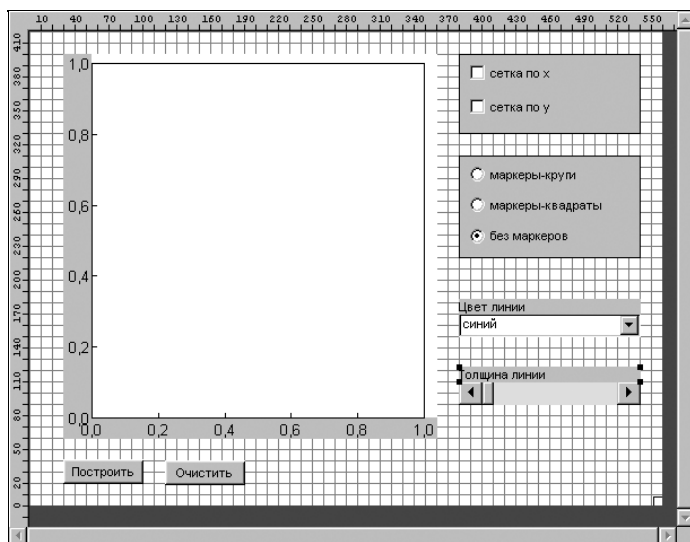 10 40 70 100 130 160 190 220 250 280 310 340 370 400 430 460 490 520 550
410
380
350
320
290
260
230
200
170
140
110
80
50
20
0
1,0
0,8
0,6
0,4
0,2
0,0
0,0 0,2 0,4 0,6 0,8 1,0
сетка по x
сетка по y
маркеры-круги
маркеры-квадраты
без маркеров
Цвет линии
синий
Толщина линии
Построить Очистить